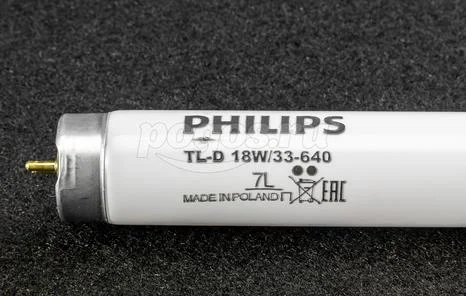 PHILIPS
TL-D 18W/33-640
7L
MADE IN POLAND
EAC